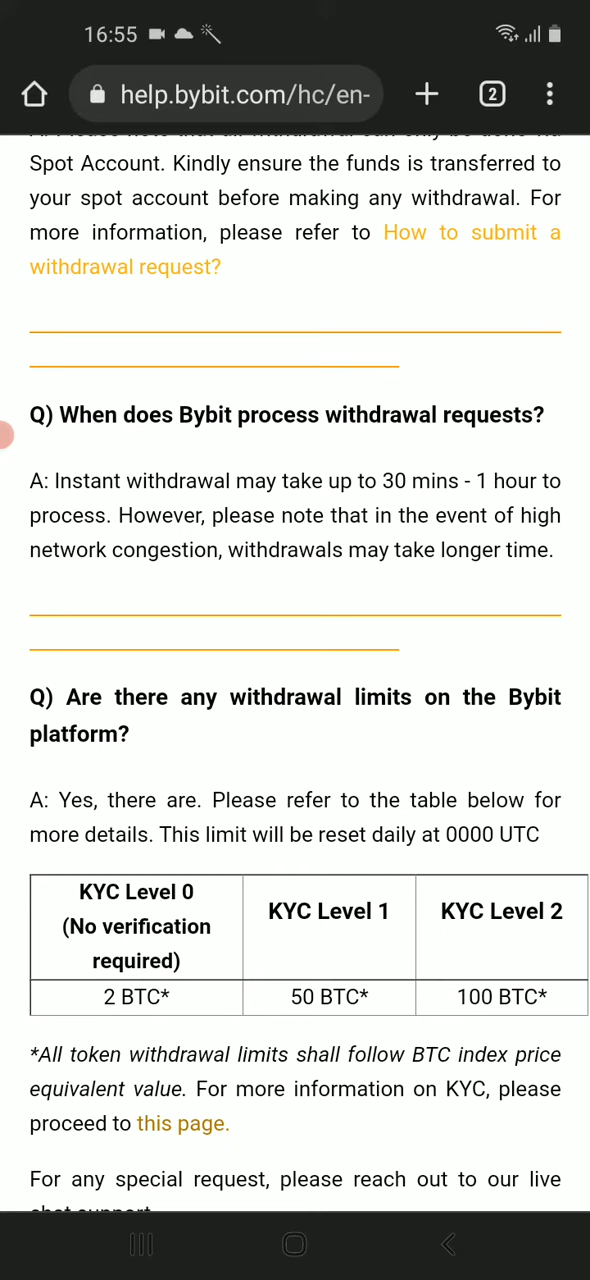 16:55
help.bybit.com/hc/en-
2
Spot Account. Kindly ensure the funds is transferred to
your spot account before making any withdrawal. For
more information, please refer to How to submit a
withdrawal request?
Q) When does Bybit process withdrawal requests?
A: Instant withdrawal may take up to 30 mins - 1 hour to
process. However, please note that in the event of high
network congestion, withdrawals may take longer time.
Q) Are there any withdrawal limits on the Bybit
platform?
A: Yes, there are. Please refer to the table below for
more details. This limit will be reset daily at 0000 UTC
KYC Level 0
(No verification
required)
KYC Level 1
KYC Level 2
2 BTC*
50 BTC*
100 BTC*
*All token withdrawal limits shall follow BTC index price
equivalent value. For more information on KYC, please
proceed to this page.
For any special request, please reach out to our live
chat support